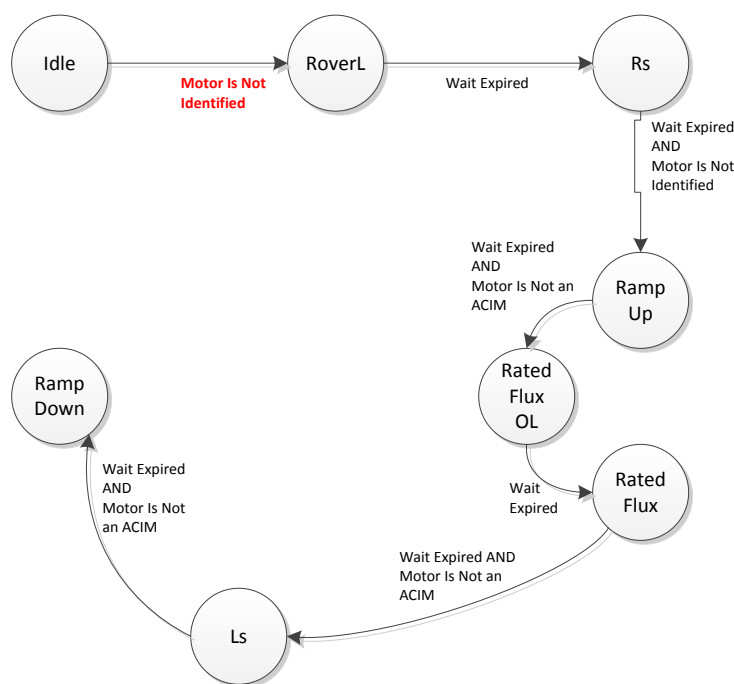 Idle
RoverL
Rs
Motor Is Not
Identified
Wait Expired
Wait Expired
AND
Motor Is Not
Identified
Wait Expired
AND
Motor Is Not an
ACIM
Ramp
Up
Ramp
Down
Rated
Flux
OL
Wait Expired
AND
Motor Is Not
an ACIM
Wait
Expired
Rated
Flux
Wait Expired AND
Motor Is Not an
ACIM
Ls